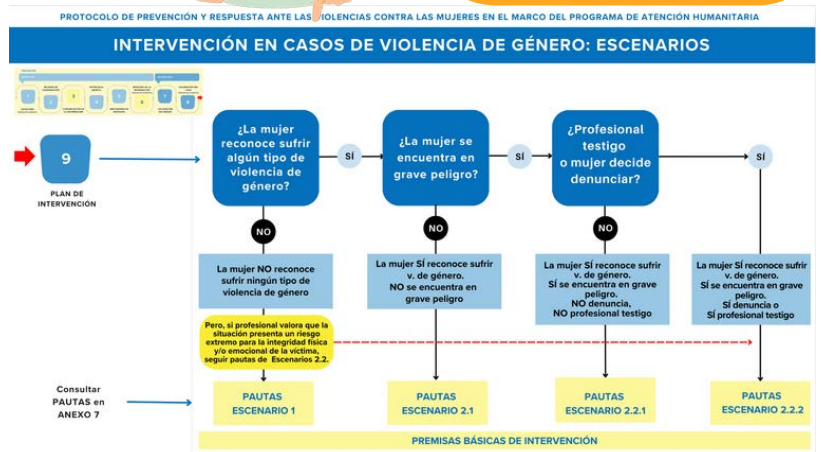 PROTOCOLO DE PREVENCIÓN Y RESPUESTA ANTE LAS VIOLENCIAS CONTRA LAS MUJERES EN EL MARCO DEL PROGRAMA DE ATENCIÓN HUMANITARIA
INTERVENCIÓN EN CASOS DE VIOLENCIA DE GÉNERO: ESCENARIOS
9
PLAN DE
INTERVENCIÓN
¿La mujer
reconoce sufrir
algún tipo de
violencia de
género?
SÍ
¿La mujer se
encuentra en
grave peligro?
SÍ
¿Profesional
testigo
o mujer decide
denunciar?
SÍ
NO
NO
NO
La mujer NO reconoce
sufrir ningún tipo de
violencia de género
La mujer SÍ reconoce sufrir
v. de género.
NO se encuentra en
grave peligro
La mujer SÍ reconoce sufrir
v. de género.
SÍ se encuentra en grave
peligro.
NO denuncia,
NO profesional testigo
La mujer SÍ reconoce sufrir
v. de género.
SÍ se encuentra en grave
peligro.
SÍ denuncia o
SÍ profesional testigo
Pero, si profesional valora que la
situación presenta un riesgo
extremo para la integridad física
y/o emocional de la víctima,
seguir pautas de Escenarios 2.2.
Consultar
PAUTAS en
ANEXO 7
PAUTAS
ESCENARIO 1
PAUTAS
ESCENARIO 2.1
PAUTAS
ESCENARIO 2.2.1
PAUTAS
ESCENARIO 2.2.2
PREMISAS BÁSICAS DE INTERVENCIÓN